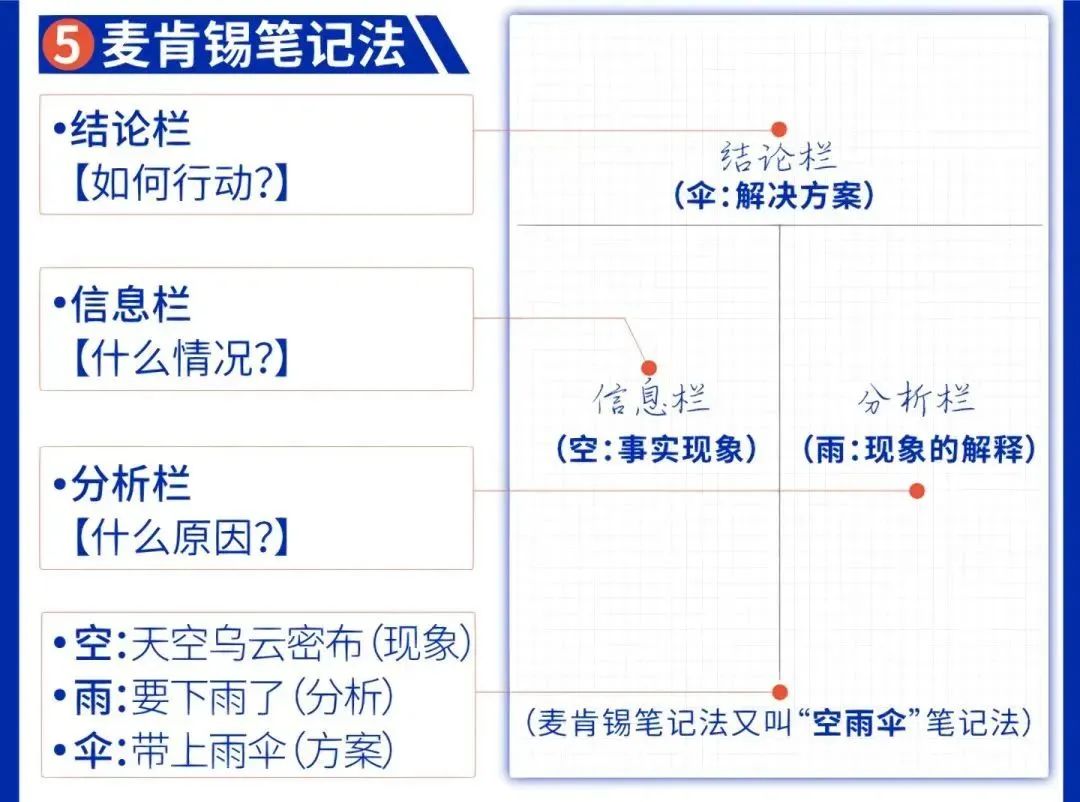 5 麦肯锡笔记法
•结论栏
【如何行动?】
•信息栏
【什么情况?】
•分析栏
【什么原因?】
•空:天空乌云密布(现象)
•雨:要下雨了(分析)
•伞:带上雨伞(方案)
结论栏
(伞:解决方案)
信息栏
(空:事实现象)
分析栏
(雨:现象的解释)
(麦肯锡笔记法又叫“空雨伞”笔记法)